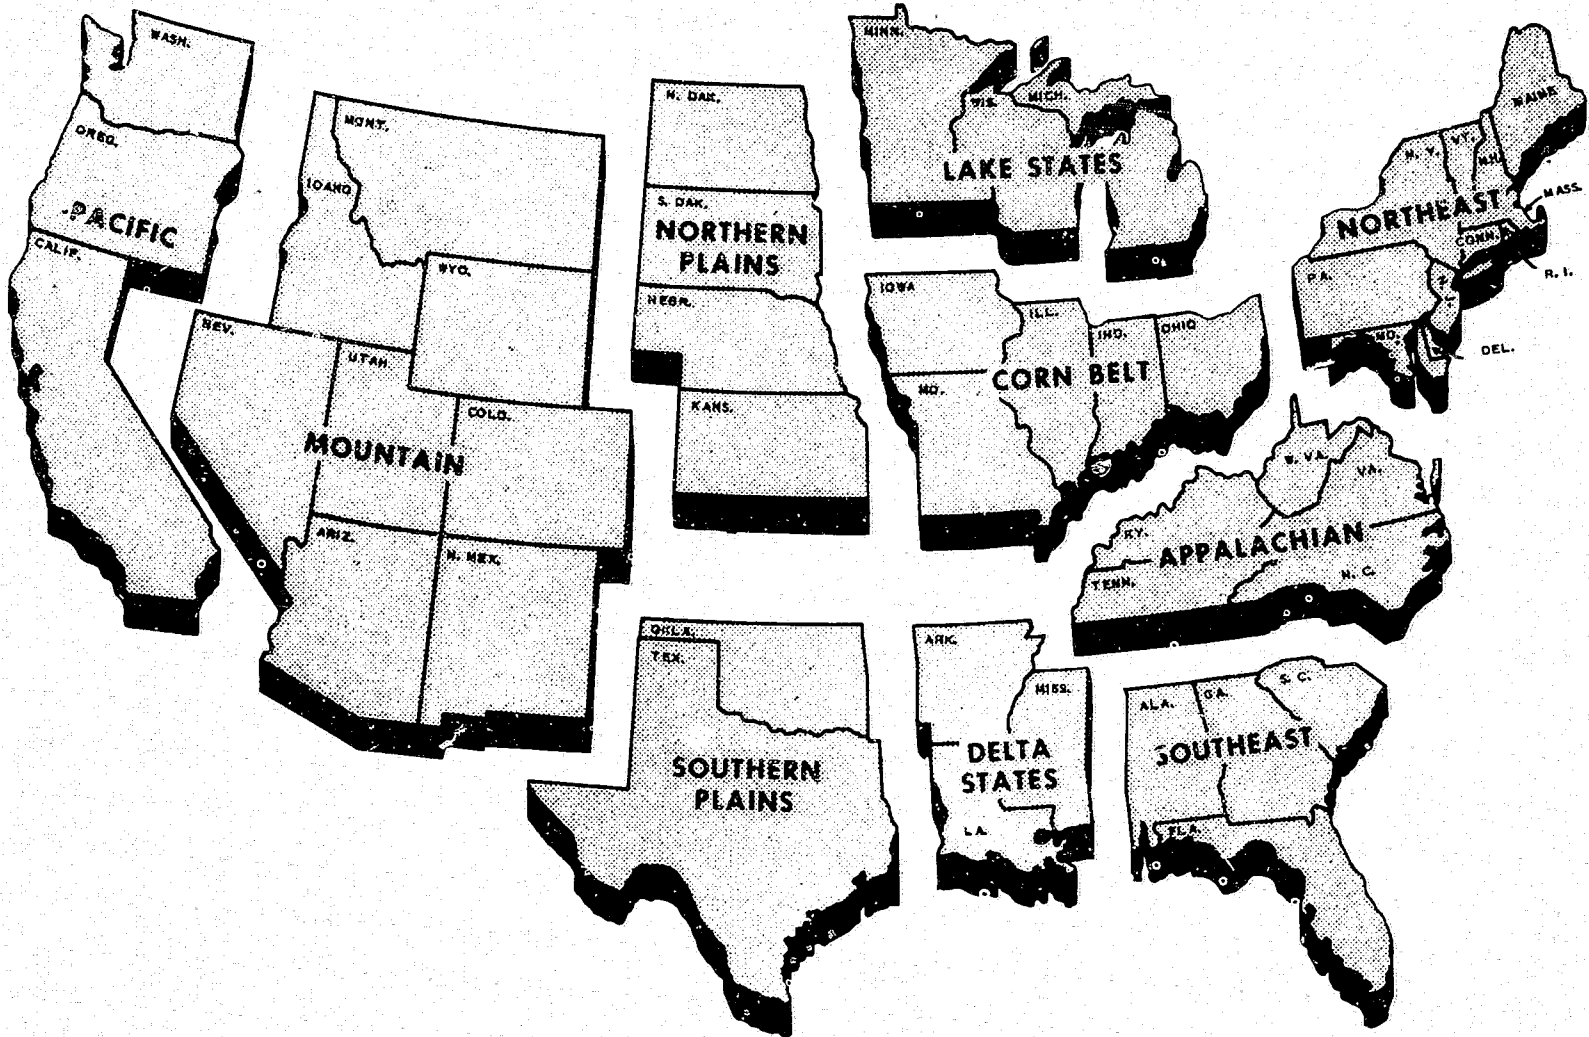 WASH.
OREG.
PACIFIC
CALIF.
MONT.
IDAHO
WYO.
NEV.
UTAH
COLO.
MOUNTAIN
ARIZ.
N. MEX.
N. DAK.
S. DAK.
NORTHERN
PLAINS
NEBR.
KANS.
OKLA.
TEX.
SOUTHERN
PLAINS
MINN.
WIS.
MICH.
LAKE STATES
IOWA
ILL.
IND.
OHIO
MO.
CORN BELT
ARK.
MISS.
DELTA
STATES
LA.
MAINE
N. Y.
VT.
N.H.
MASS.
NORTHEAST
CONN.
R. I.
PA.
N. J.
MD.
DEL.
W. VA.
VA.
KY.
APPALACHIAN
TENN.
N. C.
ALA.
GA.
S. C.
SOUTHEAST
FLA.